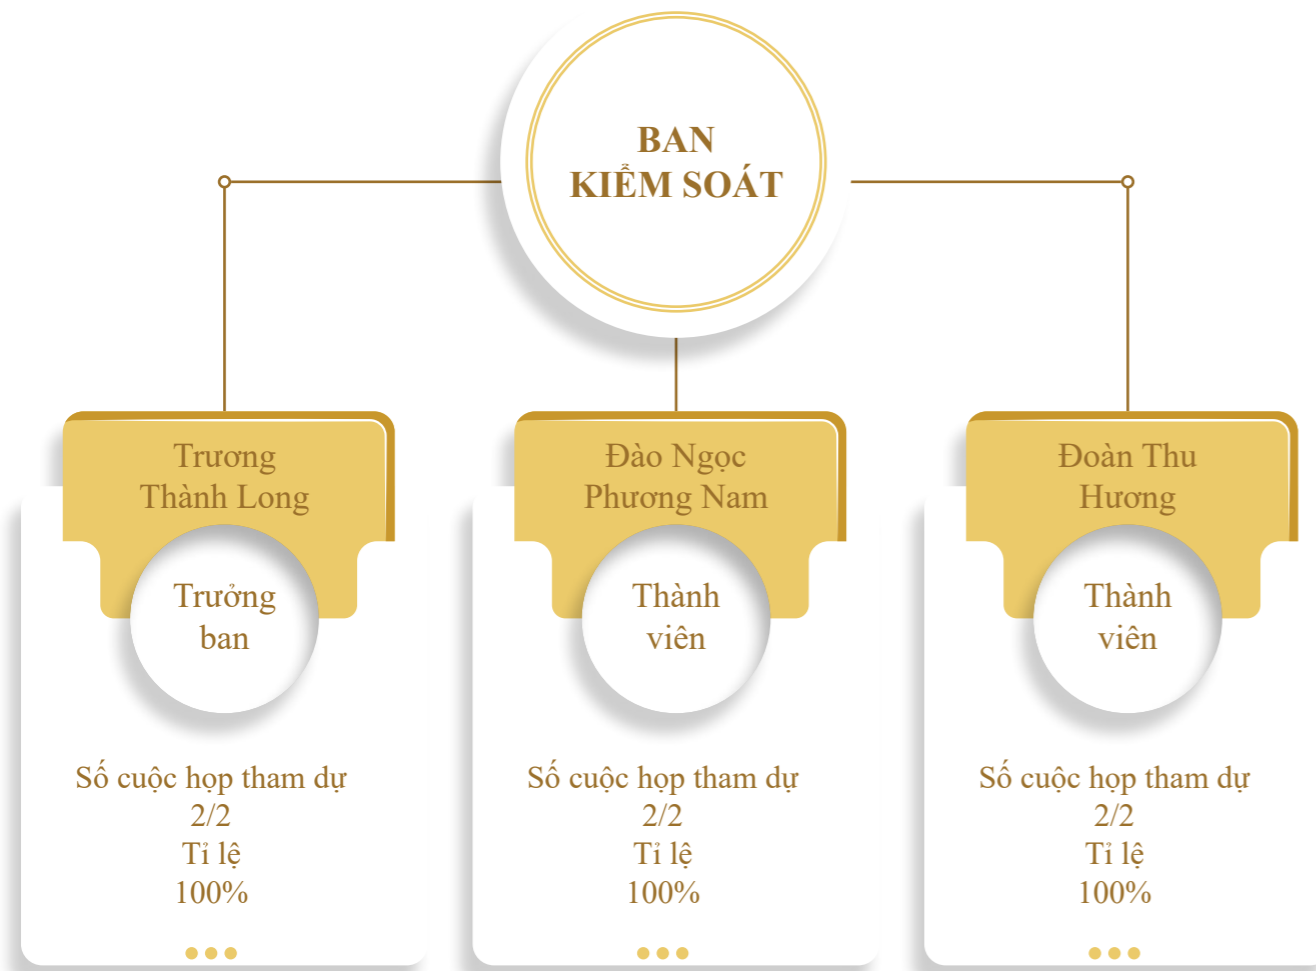 BAN
KIỂM SOÁT
Trương
Thành Long
Trưởng
ban
Số cuộc họp tham dự
2/2
Tỉ lệ
100%
Đào Ngọc
Phương Nam
Thành
viên
Số cuộc họp tham dự
2/2
Tỉ lệ
100%
Đoàn Thu
Hương
Thành
viên
Số cuộc họp tham dự
2/2
Tỉ lệ
100%